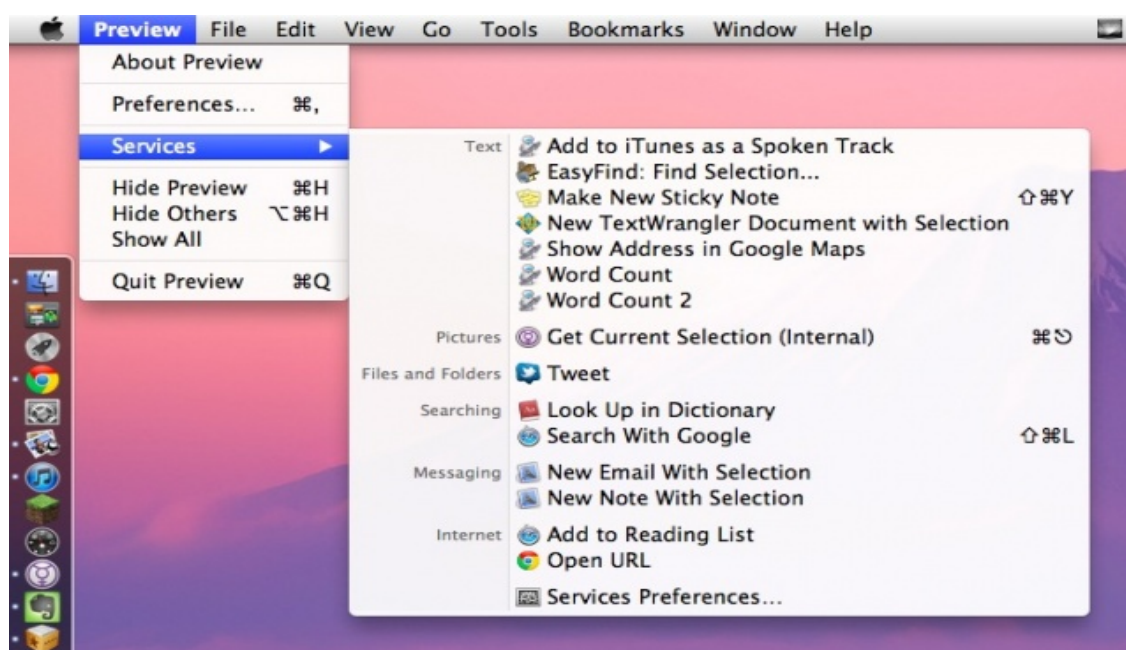 Preview File Edit View Go Tools Bookmarks Window Help
About Preview
Preferences... ⌘,
Services ▶
Hide Preview ⌘H
Hide Others ⌥⌘H
Show All
Quit Preview ⌘Q
Text Add to iTunes as a Spoken Track
EasyFind: Find Selection...
Make New Sticky Note ⇧⌘Y
New TextWrangler Document with Selection
Show Address in Google Maps
Word Count
Word Count 2
Pictures Get Current Selection (Internal) ⌘⎋
Files and Folders Tweet
Searching Look Up in Dictionary
Search With Google ⇧⌘L
Messaging New Email With Selection
New Note With Selection
Internet Add to Reading List
Open URL
Services Preferences...